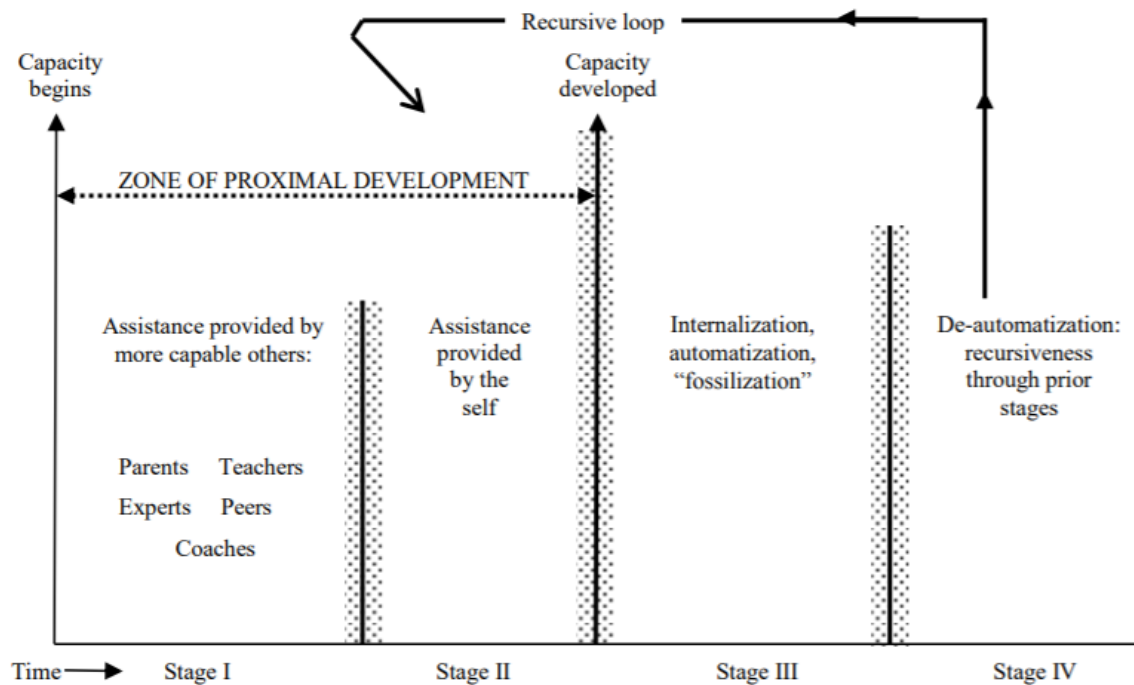 Recursive loop
Capacity
begins
Capacity
developed
ZONE OF PROXIMAL DEVELOPMENT
Assistance provided by
more capable others:
Parents Teachers
Experts Peers
Coaches
Assistance
provided
by the
self
Internalization,
automatization,
“fossilization”
De-automatization:
recursiveness
through prior
stages
Time
Stage I
Stage II
Stage III
Stage IV